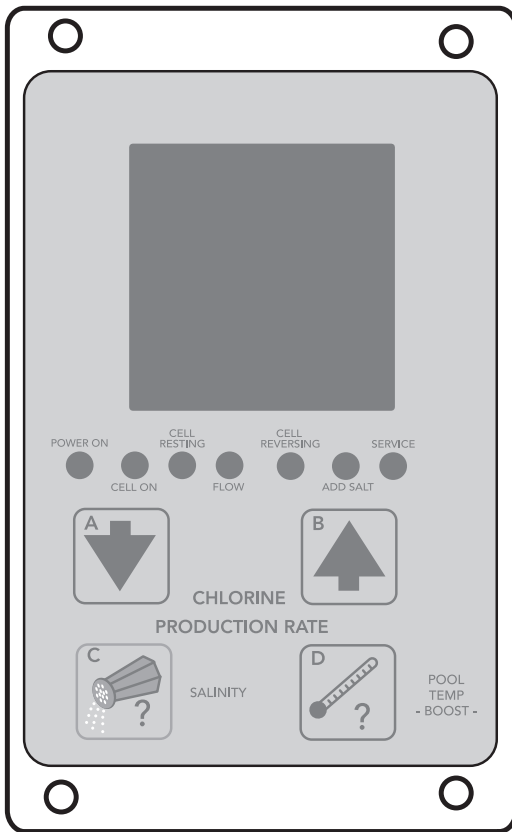 POWER ON
CELL ON
CELL
RESTING
FLOW
CELL
REVERSING
ADD SALT
SERVICE
A
B
CHLORINE
PRODUCTION RATE
C
?
SALINITY
D
?
POOL
TEMP
- BOOST -